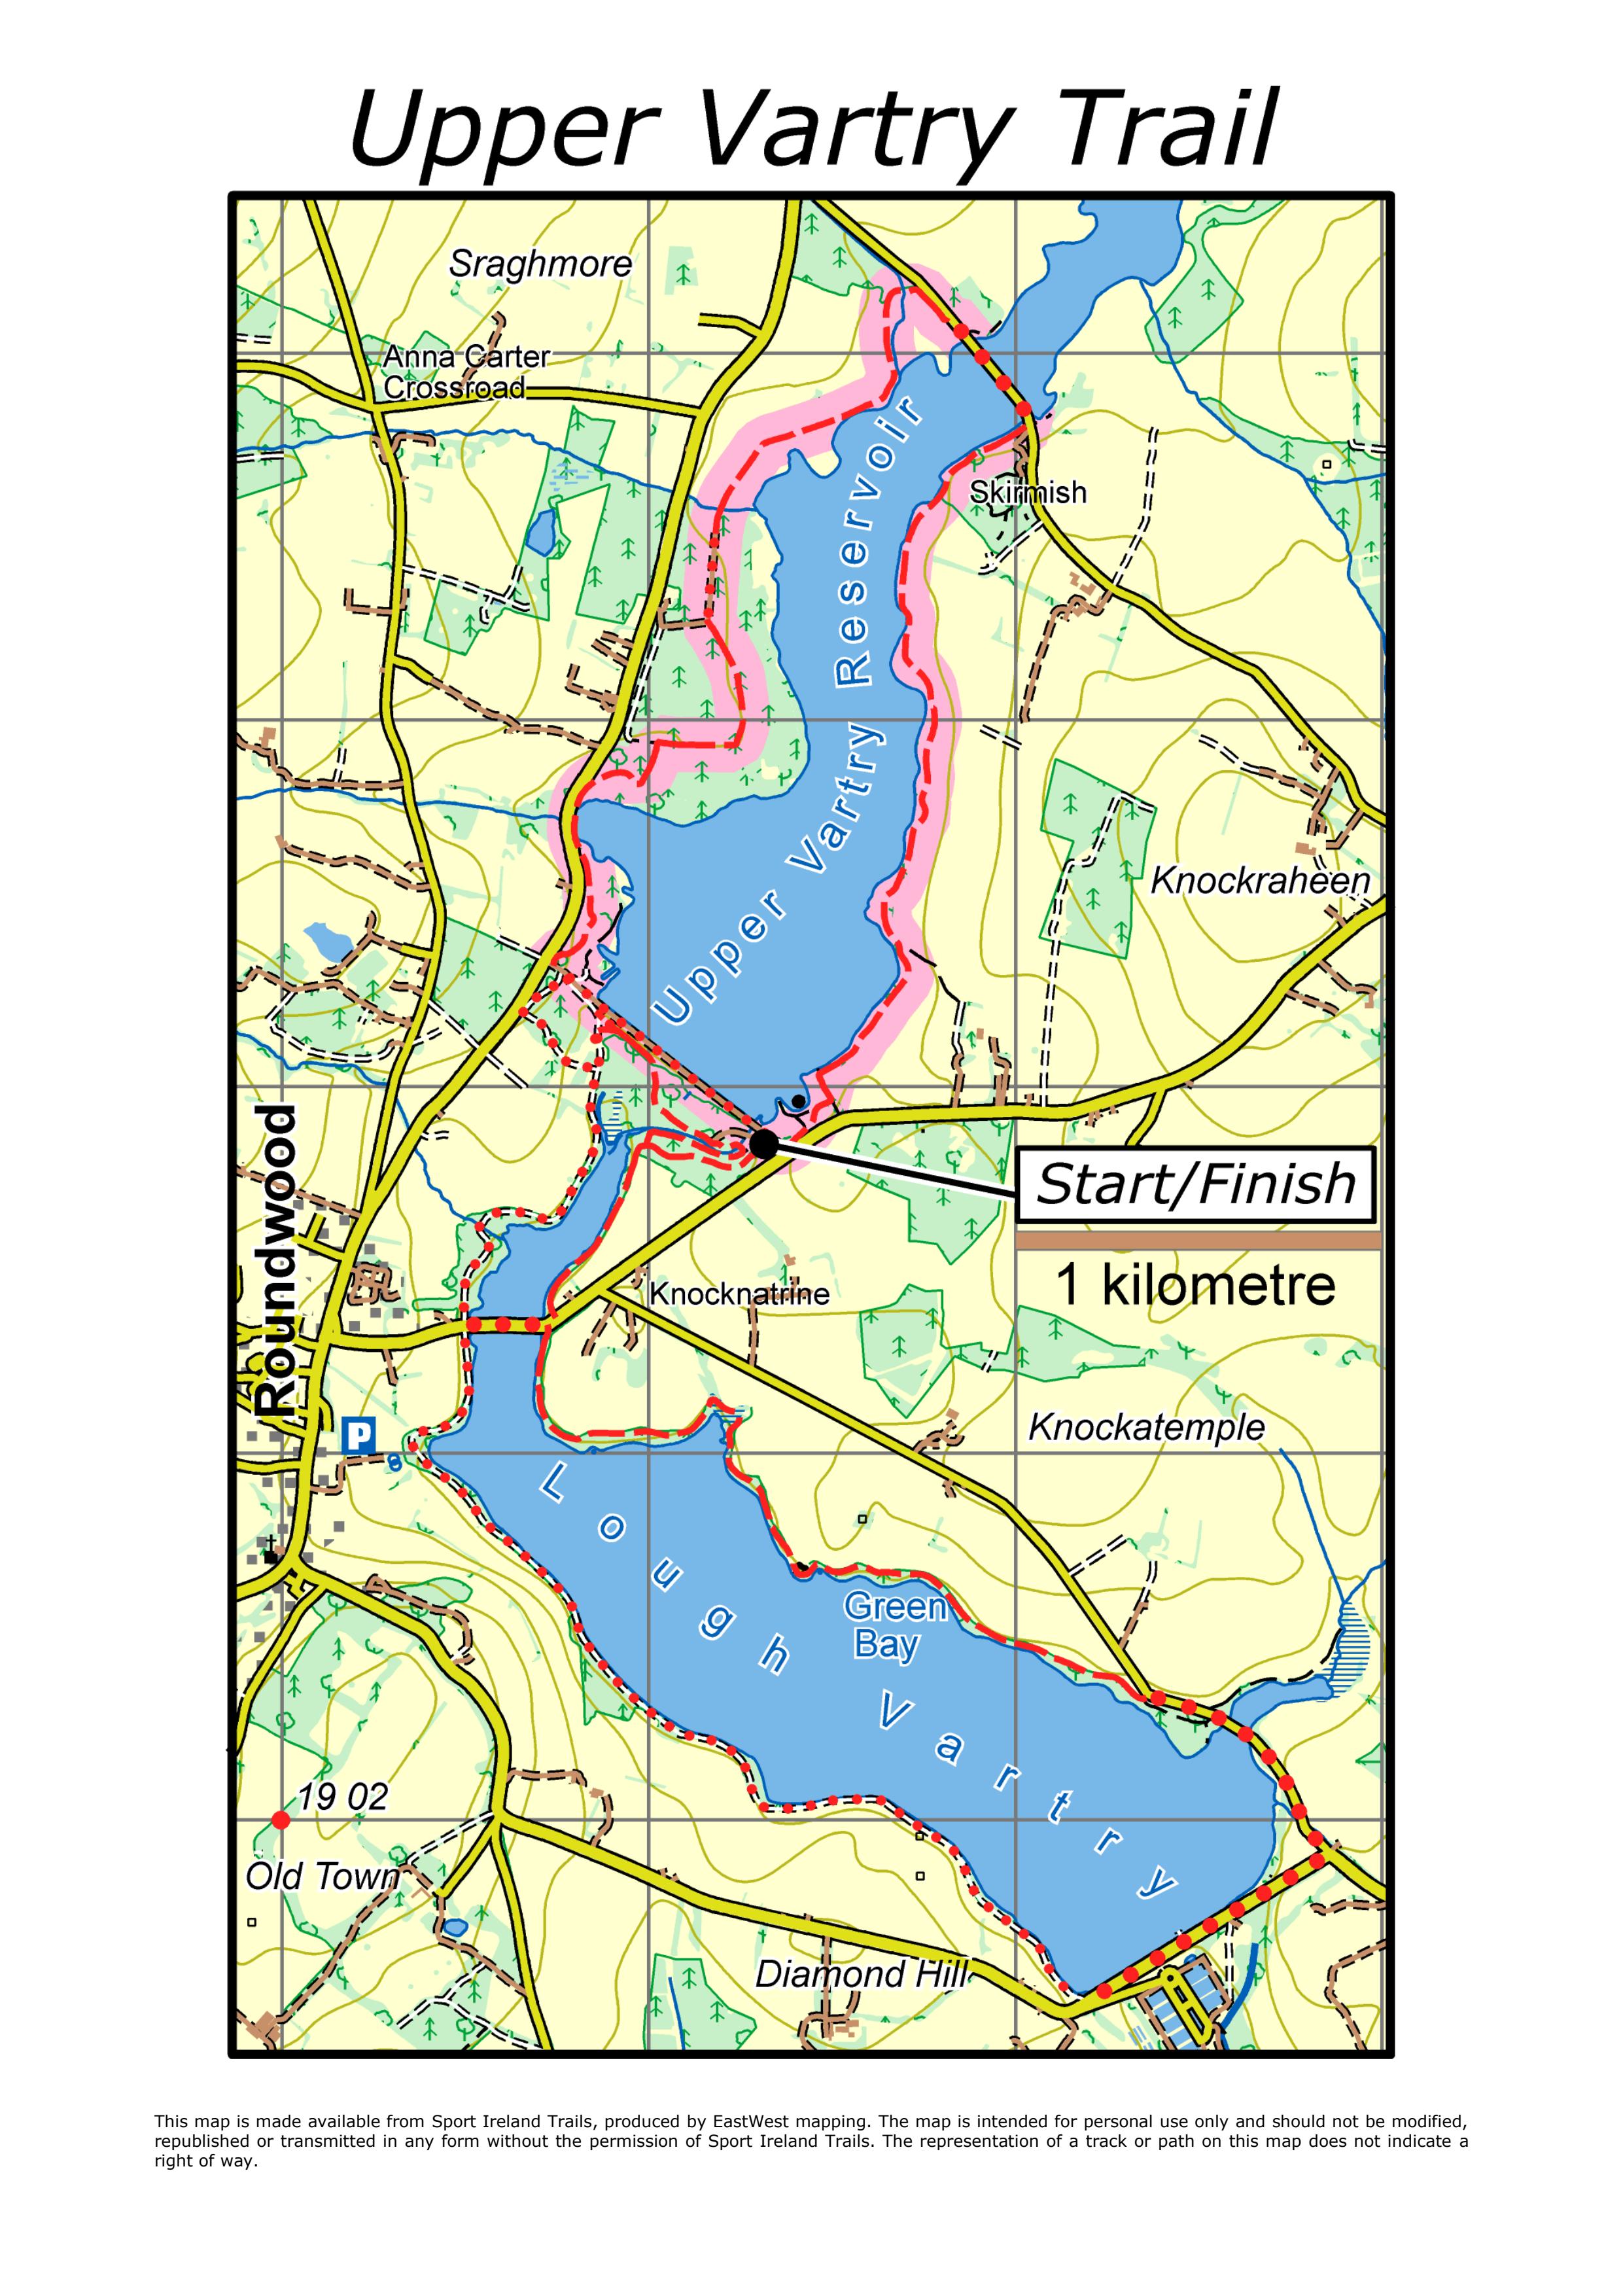 Upper Vartry Trail
Sraghmore
Anna Carter
Crossroad
Skirmish
Upper Vartry Reservoir
Knockraheen
Roundwood
Start/Finish
1 kilometre
Knocknatrine
P
Knockatemple
Lough Vartry
Green
Bay
19 02
Old Town
Diamond Hill
This map is made available from Sport Ireland Trails, produced by EastWest mapping. The map is intended for personal use only and should not be modified,
republished or transmitted in any form without the permission of Sport Ireland Trails. The representation of a track or path on this map does not indicate a
right of way.